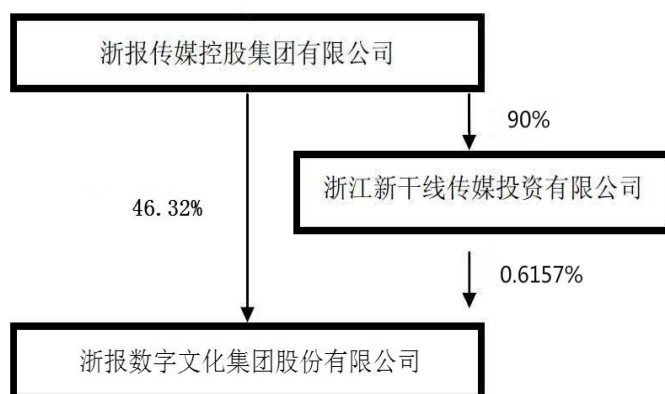 浙报传媒控股集团有限公司
90%
浙江新干线传媒投资有限公司
46.32%
0.6157%
浙报数字文化集团股份有限公司